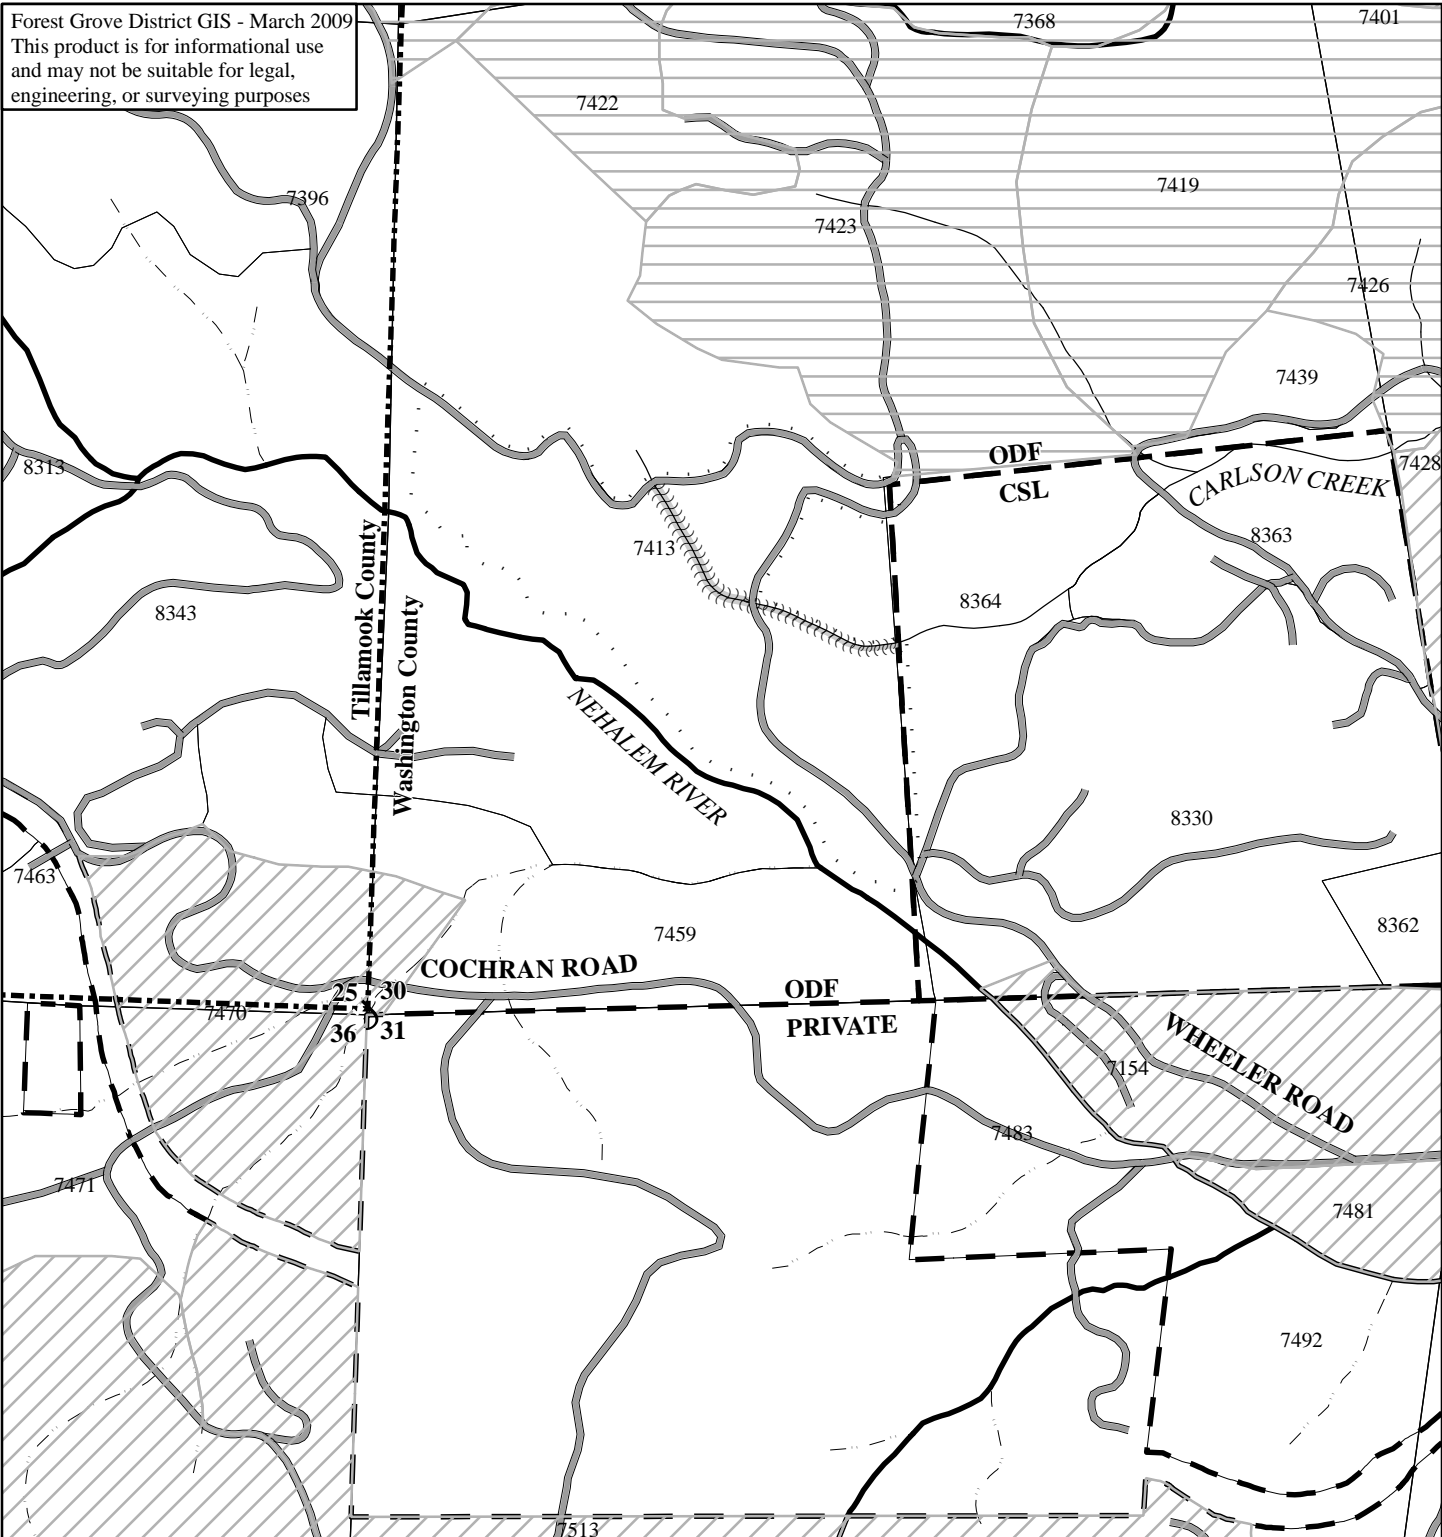 Forest Grove District GIS - March 2009
This product is for informational use
and may not be suitable for legal,
engineering, or surveying purposes
7368
7401
7422
7419
7396
7423
7426
7439
ODF
CSL
CARLSON CREEK
7428
8313
8363
7413
Tillamook County
Washington County
8364
8343
NEHALEM RIVER
8330
7463
7459
8362
COCHRAN ROAD
25
30
ODF
7470
36
31
PRIVATE
WHEELER ROAD
7154
7483
7471
7481
7492
7513